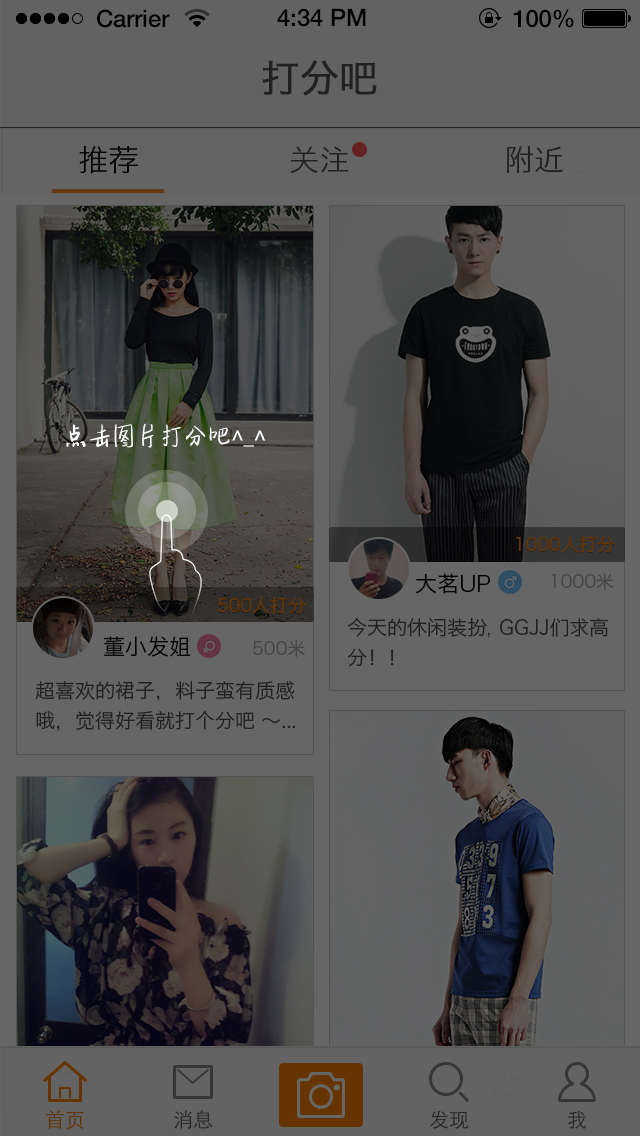 Carrier 4:34 PM 100%
打分吧
推荐 关注 附近
点击图片打分吧^_^
500人打分
董小发姐 500米
超喜欢的裙子，料子蛮有质感
哦，觉得好看就打个分吧 ～...
1000人打分
大茗UP 1000米
今天的休闲装扮, GGJJ们求高
分！！
973
首页 消息 发现 我